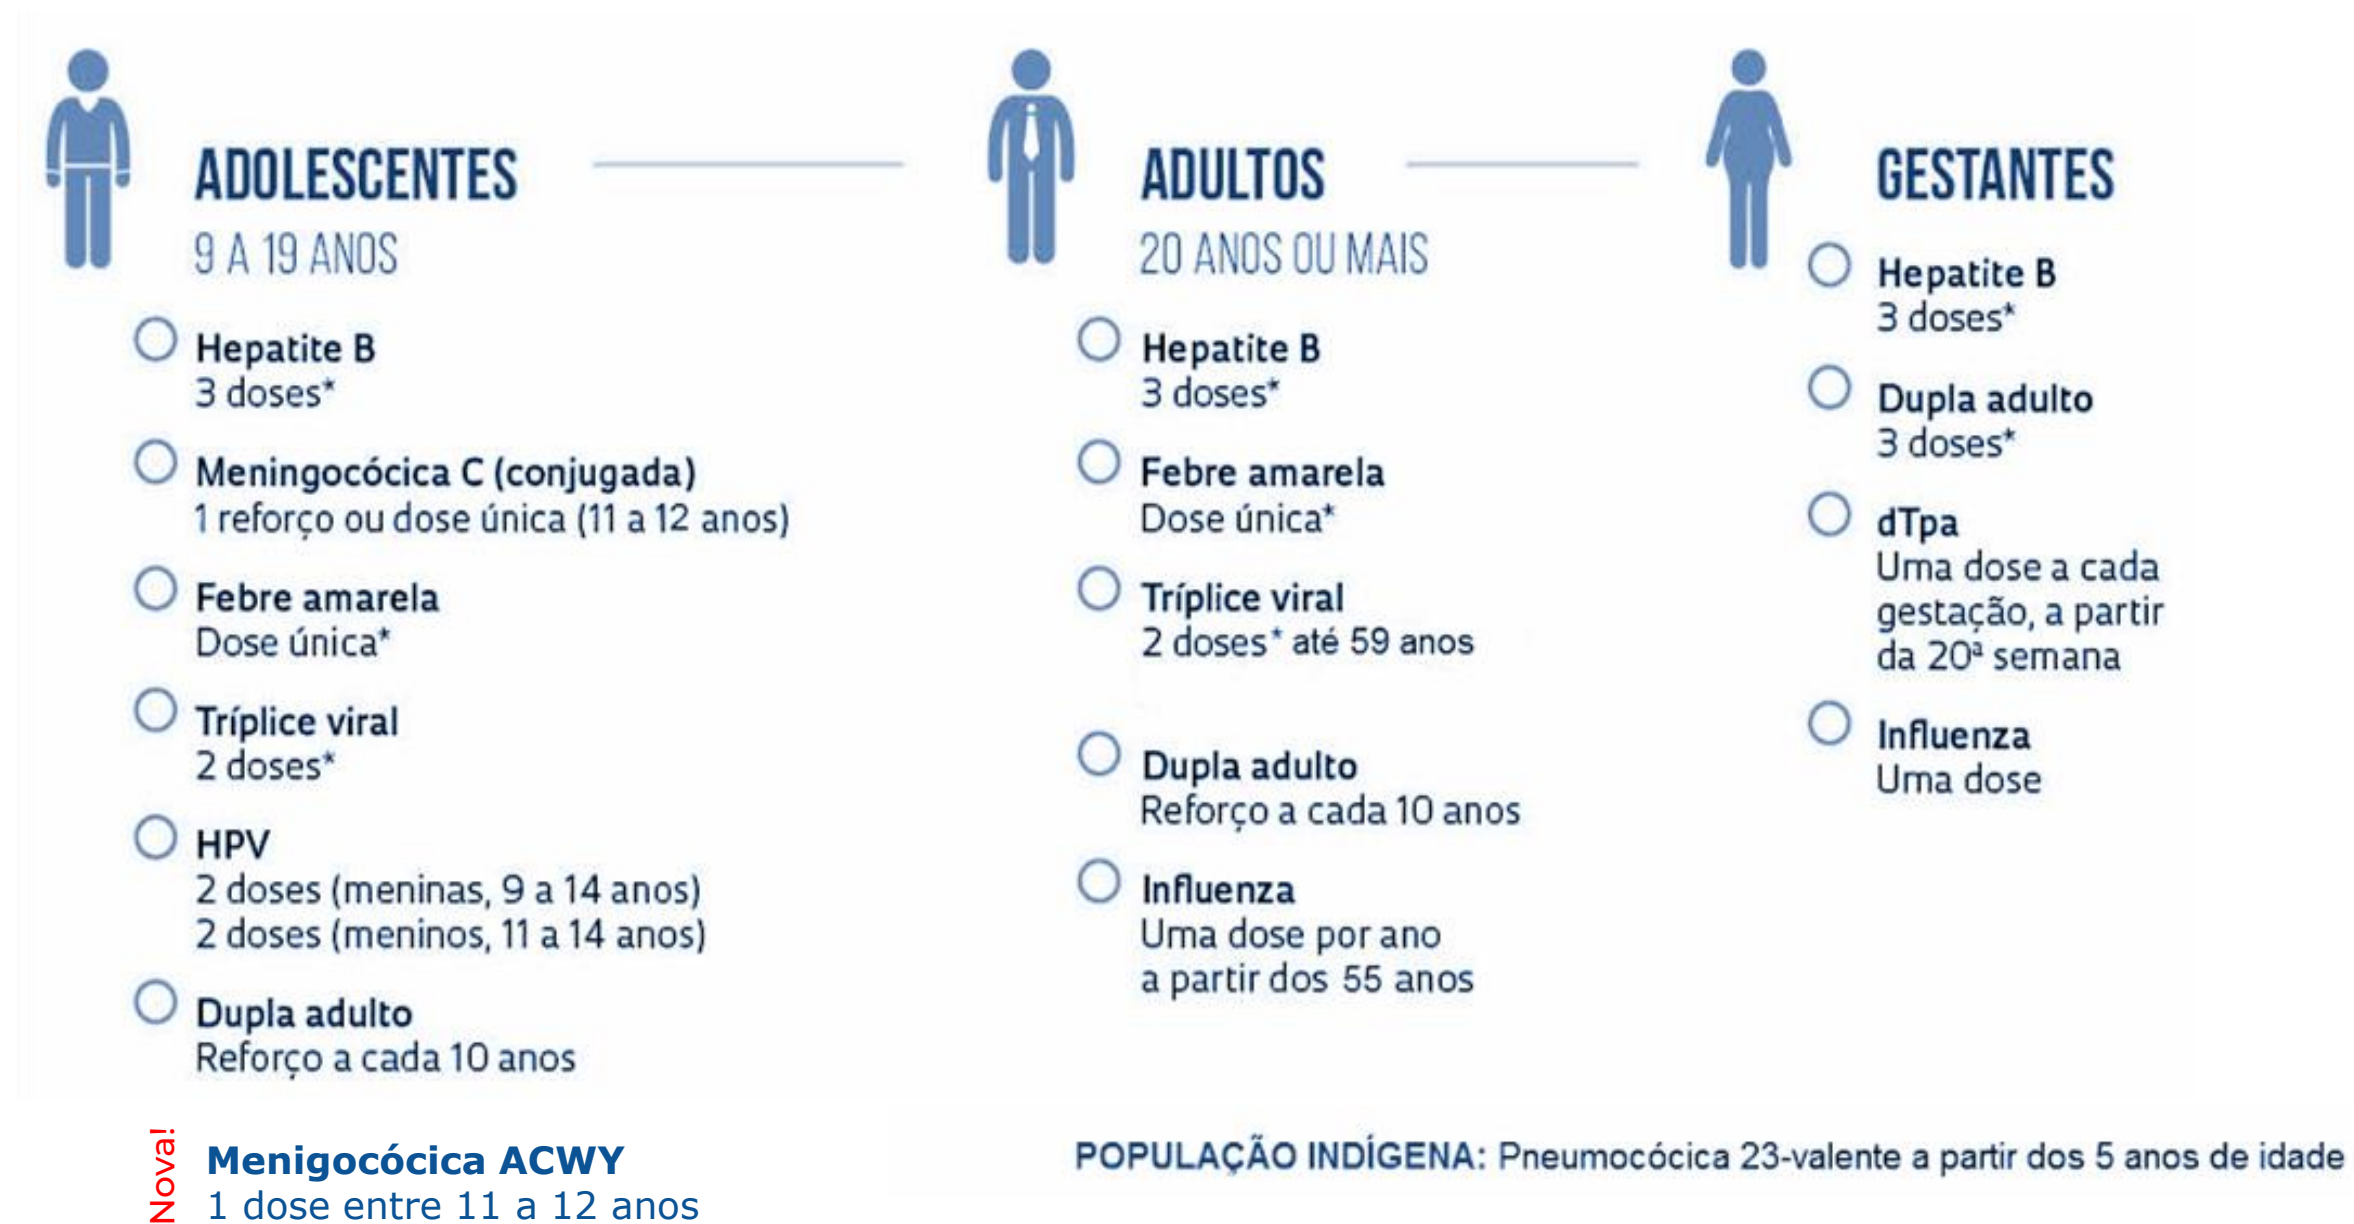 ADOLESCENTES
9 A 19 ANOS
Hepatite B
3 doses*
Meningocócica C (conjugada)
1 reforço ou dose única (11 a 12 anos)
Febre amarela
Dose única*
Tríplice viral
2 doses*
HPV
2 doses (meninas, 9 a 14 anos)
2 doses (meninos, 11 a 14 anos)
Dupla adulto
Reforço a cada 10 anos
Nova!
Menigocócica ACWY
1 dose entre 11 a 12 anos
ADULTOS
20 ANOS OU MAIS
Hepatite B
3 doses*
Febre amarela
Dose única*
Tríplice viral
2 doses* até 59 anos
Dupla adulto
Reforço a cada 10 anos
Influenza
Uma dose por ano
a partir dos 55 anos
GESTANTES
Hepatite B
3 doses*
Dupla adulto
3 doses*
dTpa
Uma dose a cada
gestação, a partir
da 20ª semana
Influenza
Uma dose
POPULAÇÃO INDÍGENA: Pneumocócica 23-valente a partir dos 5 anos de idade